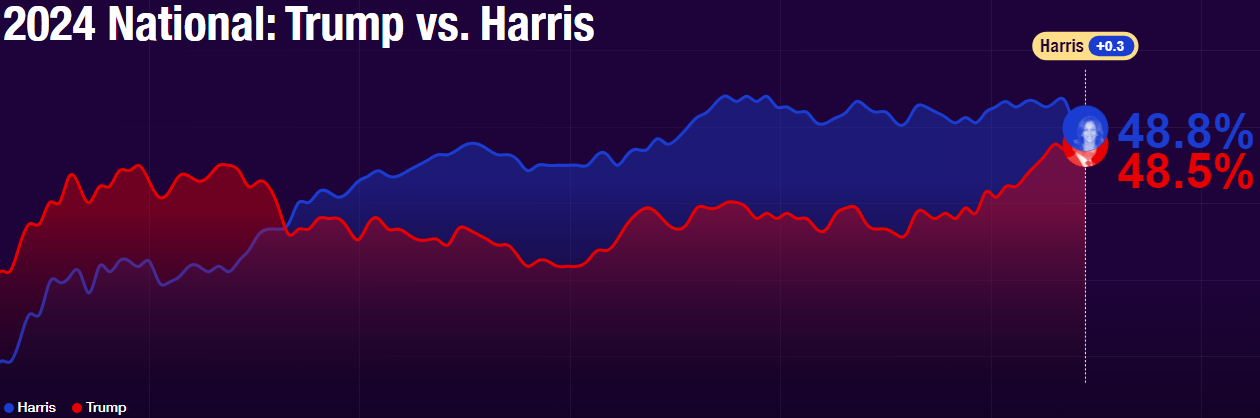 2024 National: Trump vs. Harris
Harris +0.3
48.8%
48.5%
Harris Trump